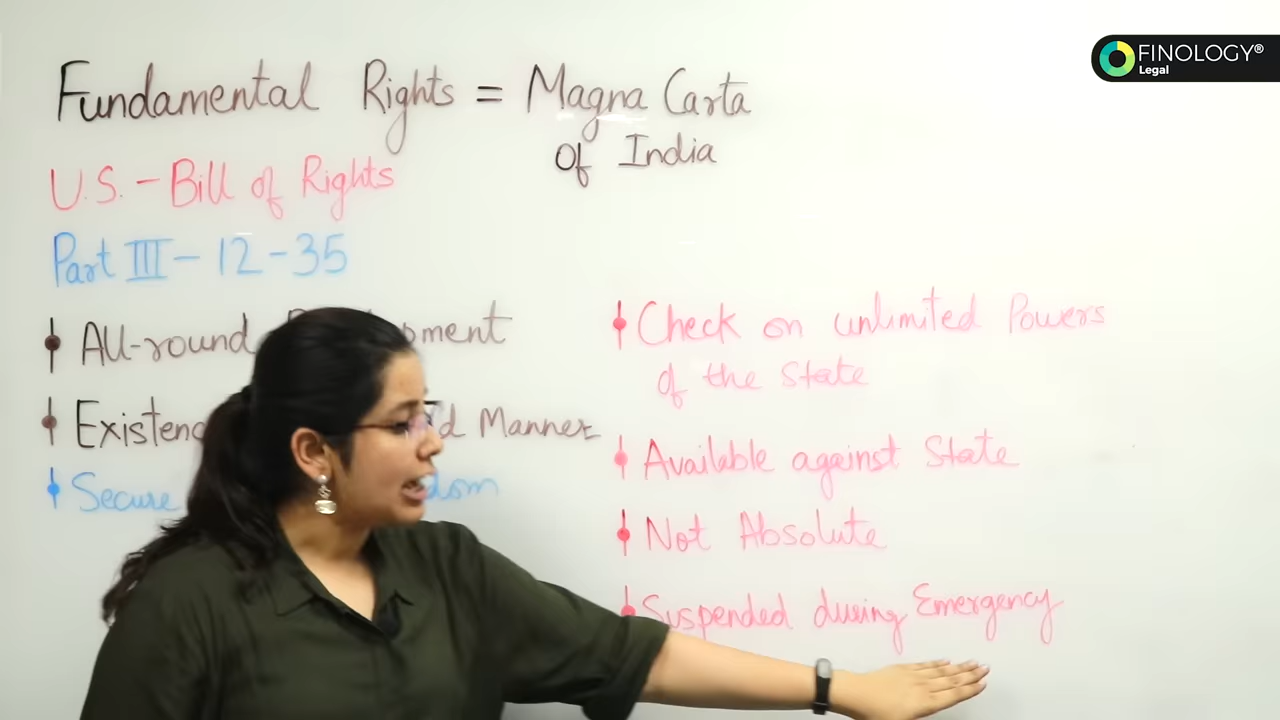 FINOLOGY®
Legal
Fundamental Rights = Magna Carta
of India
U.S. - Bill of Rights
Part III - 12 - 35
All-round
Manner
Secure
Check on unlimited Powers
of the State
Available against State
Not Absolute
Suspended during Emergency